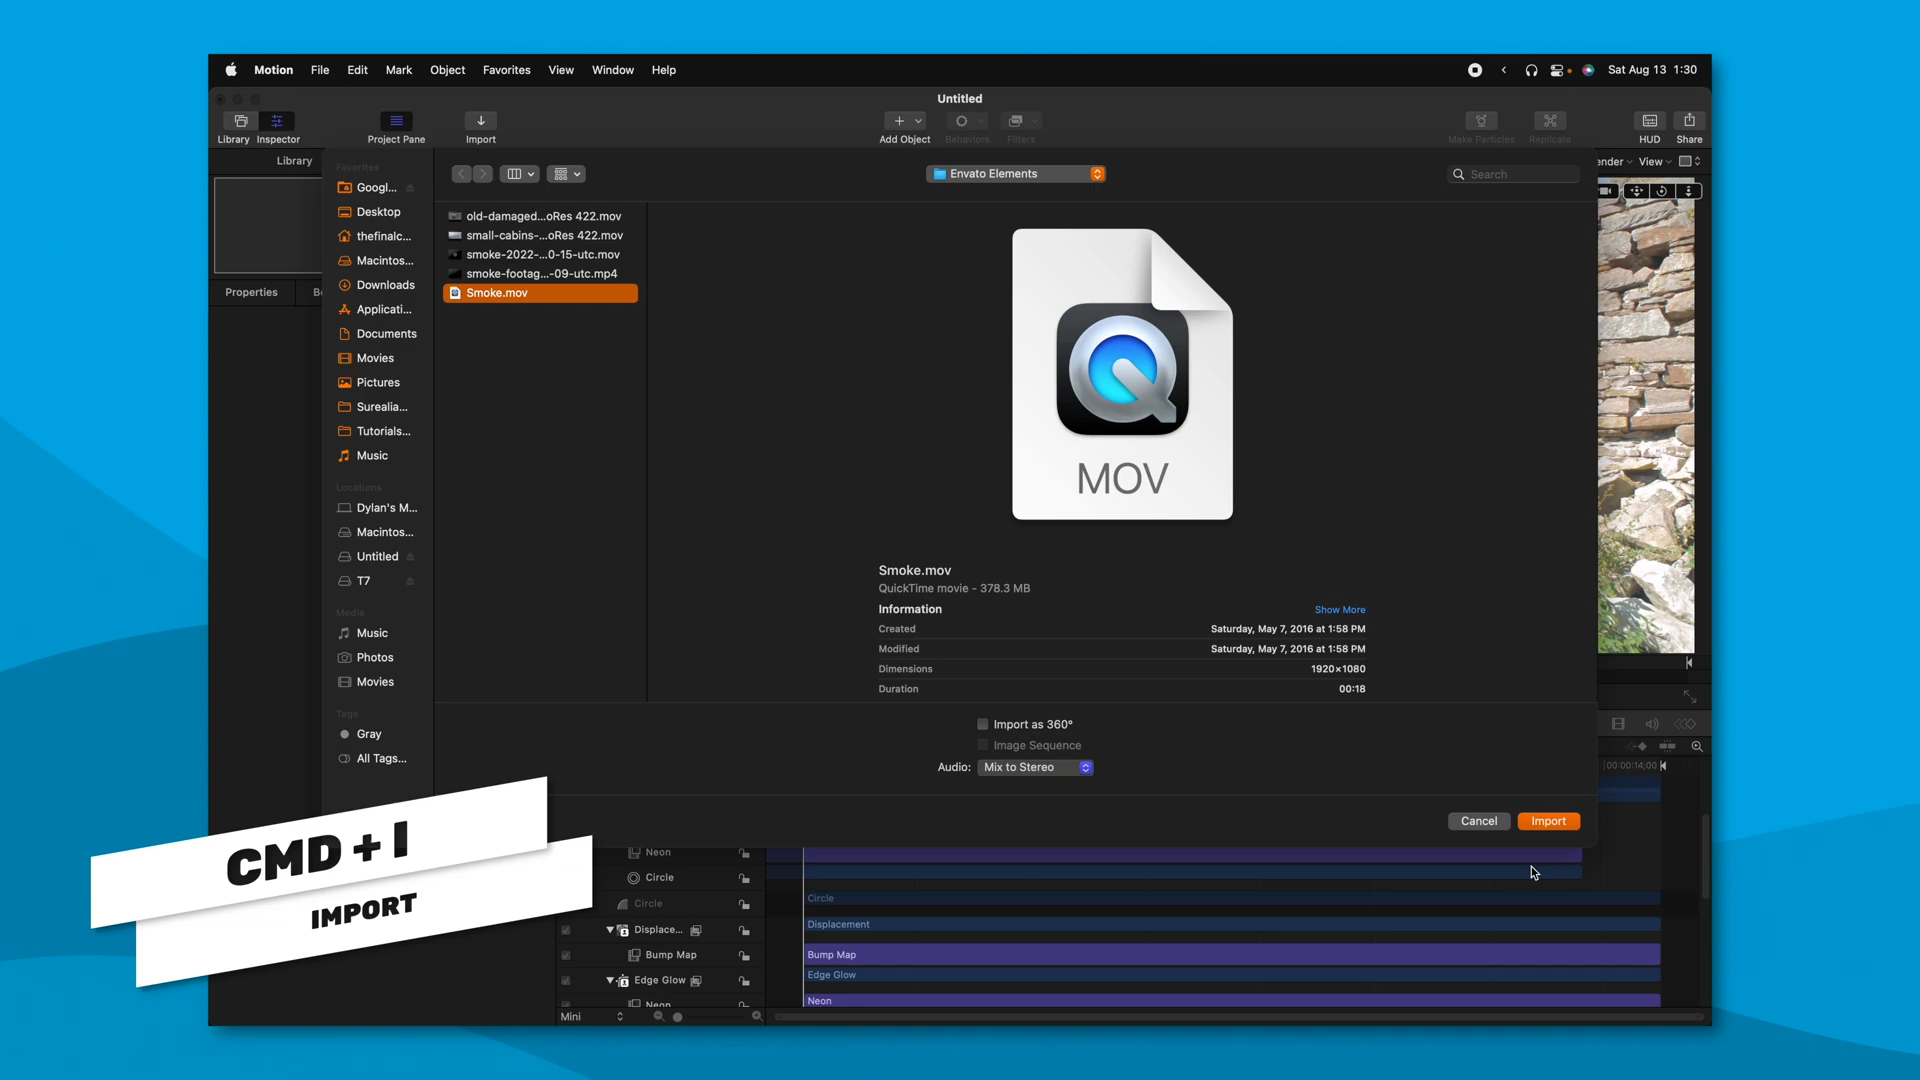 Motion File Edit Mark Object Favorites View Window Help
Sat Aug 13 1:30
Untitled
Library Inspector Project Pane Import Add Object Behaviors Filters Make Particles Replicate HUD Share
Library
Favorites
Envato Elements
Search
View
Googl...
Desktop
thefinalc...
Macintos...
Downloads
Applicati...
Documents
Movies
Pictures
Surealia...
Tutorials...
Music
Locations
Dylan's M...
Macintos...
Untitled
T7
Media
Music
Photos
Movies
Tags
Gray
All Tags...
Properties
old-damaged...oRes 422.mov
small-cabins-...oRes 422.mov
smoke-2022-...0-15-utc.mov
smoke-footag...-09-utc.mp4
Smoke.mov
MOV
Smoke.mov
QuickTime movie - 378.3 MB
Information Show More
Created Saturday, May 7, 2016 at 1:58 PM
Modified Saturday, May 7, 2016 at 1:58 PM
Dimensions 1920×1080
Duration 00:18
Import as 360°
Image Sequence
Audio: Mix to Stereo
Cancel Import
00:00:14;00
CMD + I
IMPORT
Neon
Circle
Circle Circle
Displace... Displacement
Bump Map Bump Map
Edge Glow Edge Glow
Neon Neon
Mini